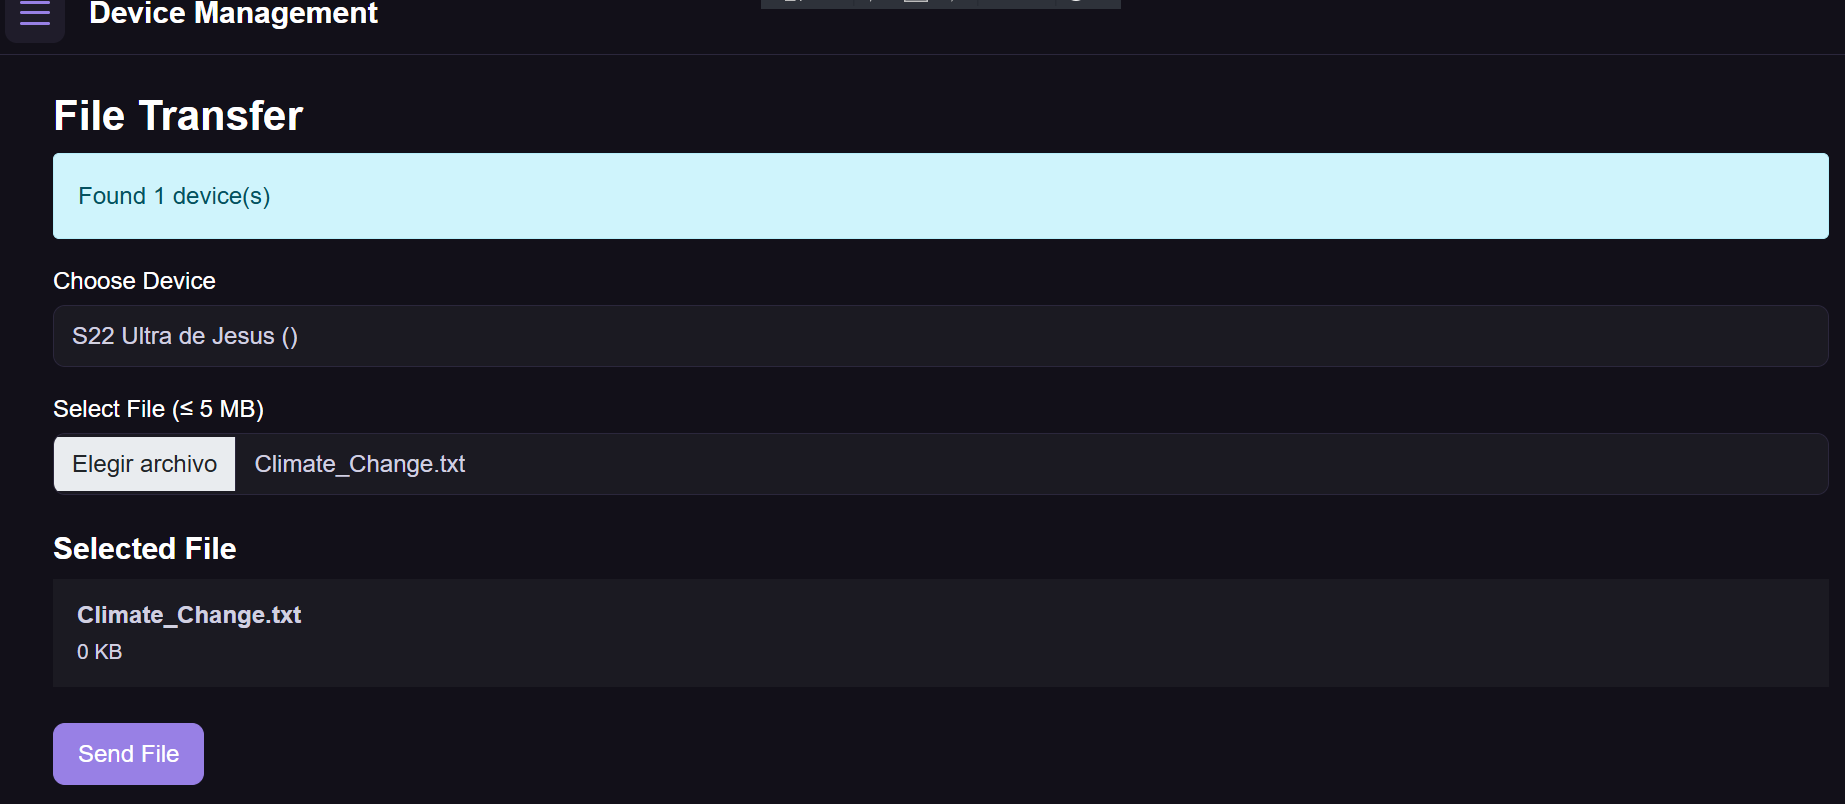 Device Management
File Transfer
Found 1 device(s)
Choose Device
S22 Ultra de Jesus ()
Select File (≤ 5 MB)
Elegir archivo Climate_Change.txt
Selected File
Climate_Change.txt
0 KB
Send File